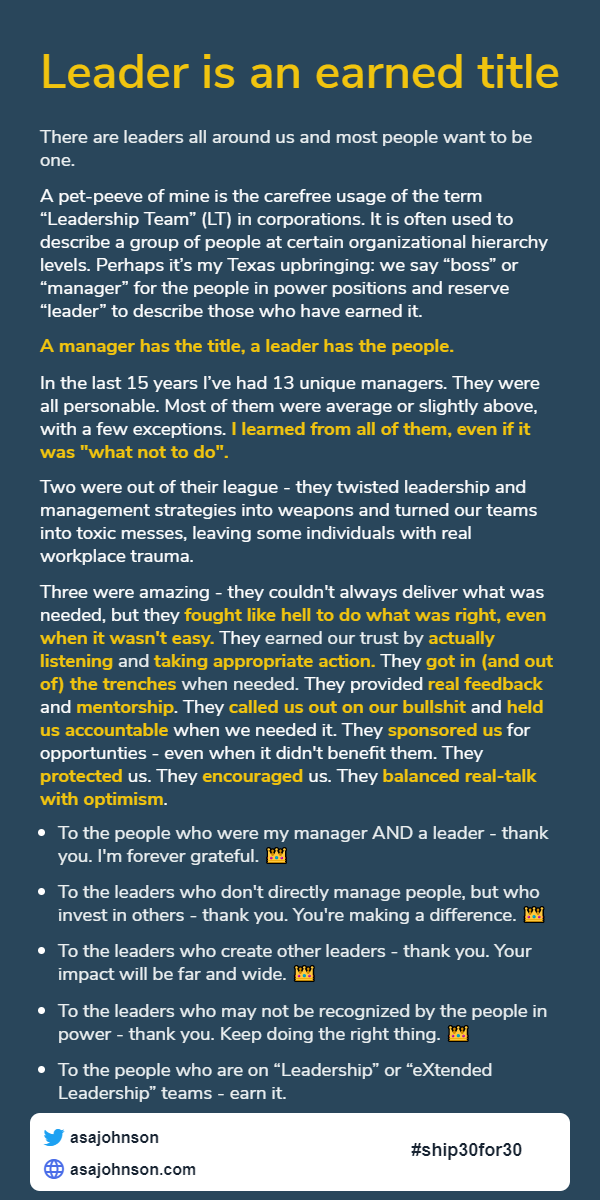 Leader is an earned title
There are leaders all around us and most people want to be
one.
A pet-peeve of mine is the carefree usage of the term
“Leadership Team” (LT) in corporations. It is often used to
describe a group of people at certain organizational hierarchy
levels. Perhaps it’s my Texas upbringing: we say “boss” or
“manager” for the people in power positions and reserve
“leader” to describe those who have earned it.
A manager has the title, a leader has the people.
In the last 15 years I’ve had 13 unique managers. They were
all personable. Most of them were average or slightly above,
with a few exceptions. I learned from all of them, even if it
was "what not to do".
Two were out of their league - they twisted leadership and
management strategies into weapons and turned our teams
into toxic messes, leaving some individuals with real
workplace trauma.
Three were amazing - they couldn't always deliver what was
needed, but they fought like hell to do what was right, even
when it wasn't easy. They earned our trust by actually
listening and taking appropriate action. They got in (and out
of) the trenches when needed. They provided real feedback
and mentorship. They called us out on our bullshit and held
us accountable when we needed it. They sponsored us for
opportunties - even when it didn't benefit them. They
protected us. They encouraged us. They balanced real-talk
with optimism.
• To the people who were my manager AND a leader - thank
you. I'm forever grateful. 👑
• To the leaders who don't directly manage people, but who
invest in others - thank you. You're making a difference. 👑
• To the leaders who create other leaders - thank you. Your
impact will be far and wide. 👑
• To the leaders who may not be recognized by the people in
power - thank you. Keep doing the right thing. 👑
• To the people who are on “Leadership” or “eXtended
Leadership” teams - earn it.
asajohnson
asajohnson.com
#ship30for30